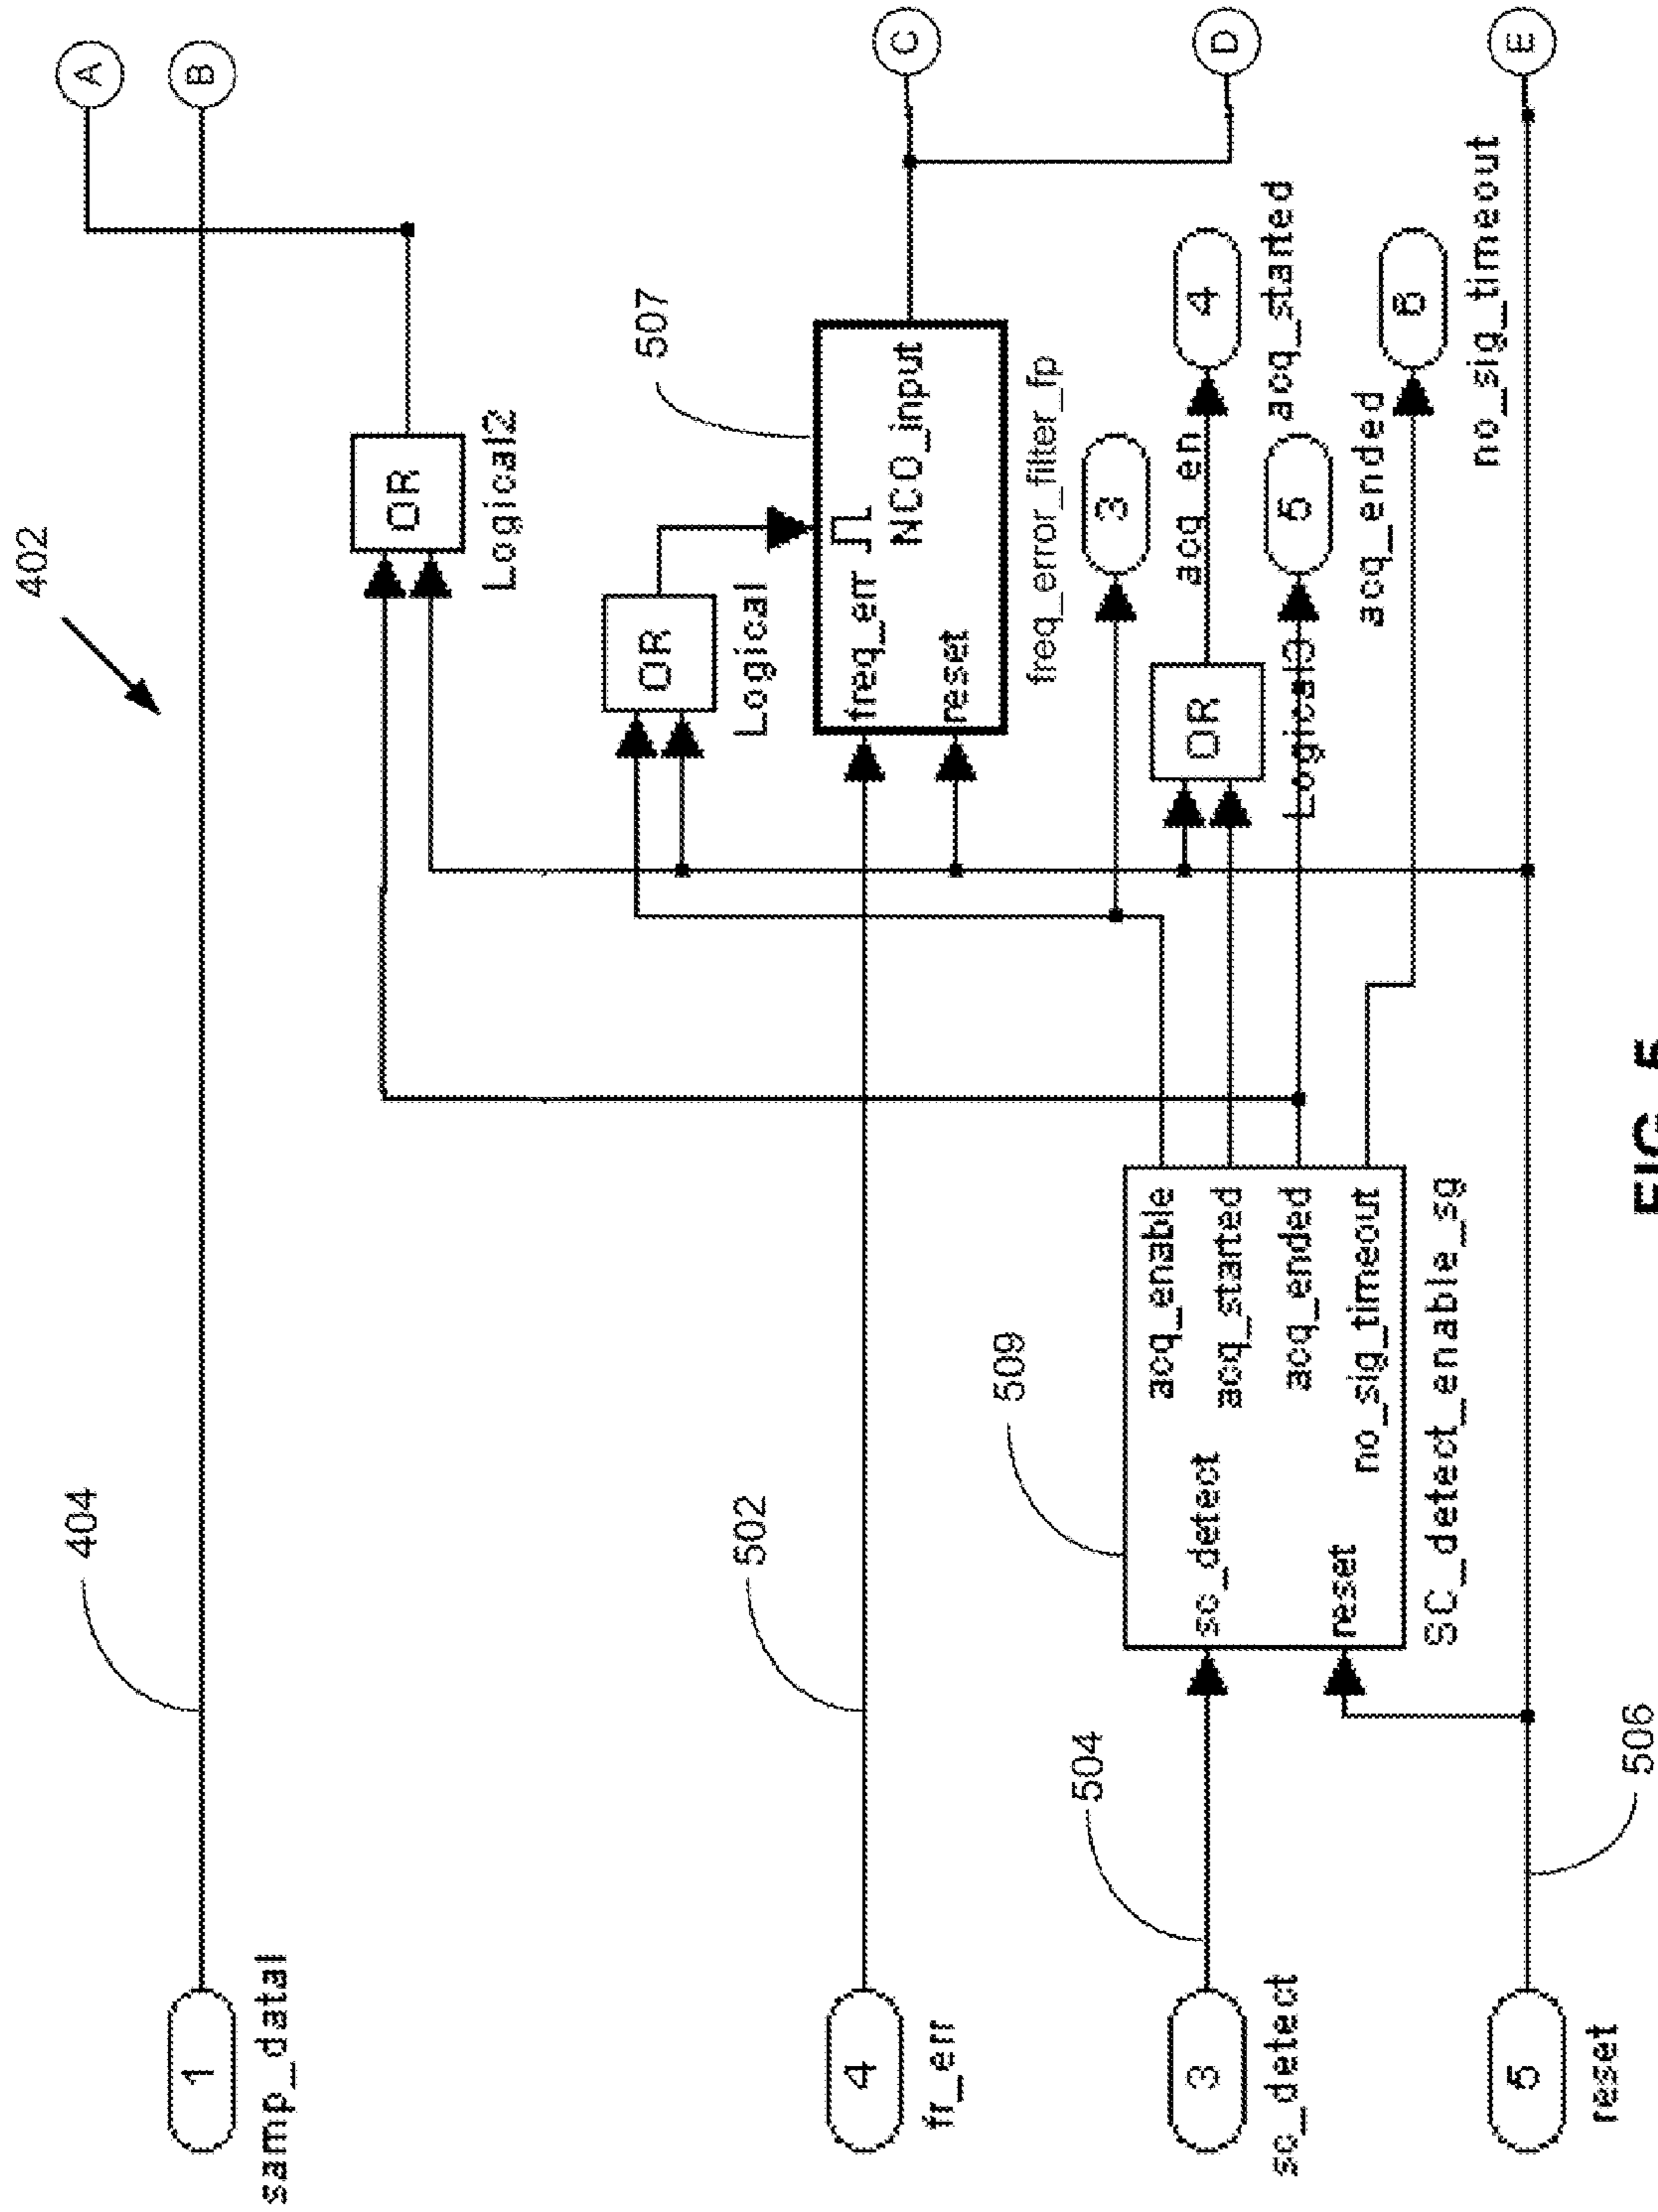 402
404
1
samp_data1
A
B
OR
Logical2
507
OR
Logical
502
4
fr_err
freq_err
NCO_input
reset
freq_error_filter_fp
C
D
3
acq_en
OR
Logical3
4
acq_started
5
acq_ended
6
no_sig_timeout
509
504
3
sc_detect
sc_detect
acq_enable
acq_started
acq_ended
reset
no_sig_timeout
SC_detect_enable_sg
506
5
reset
E
FIG. 5